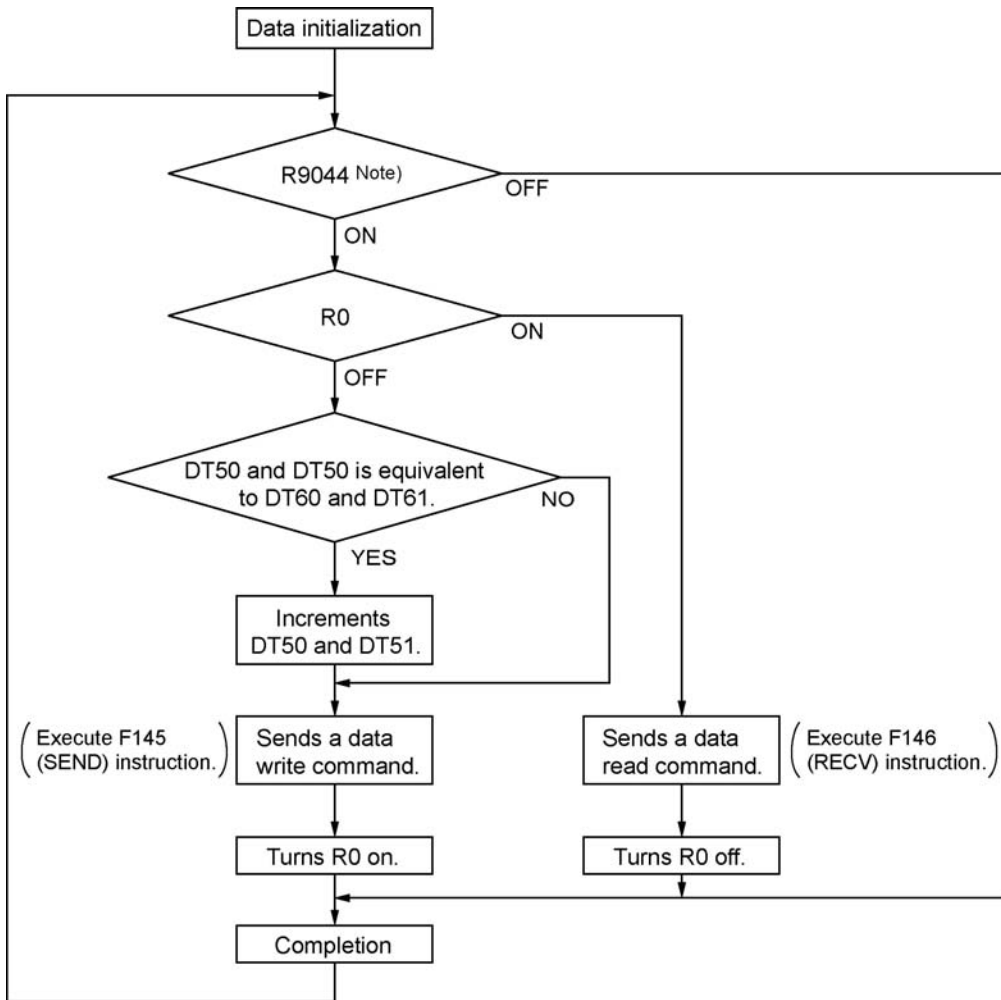 Data initialization
R9044 Note)
OFF
ON
R0
ON
OFF
DT50 and DT50 is equivalent
to DT60 and DT61.
NO
YES
Increments
DT50 and DT51.
Execute F145
(SEND) instruction.
Sends a data
write command.
Sends a data
read command.
Execute F146
(RECV) instruction.
Turns R0 on.
Turns R0 off.
Completion